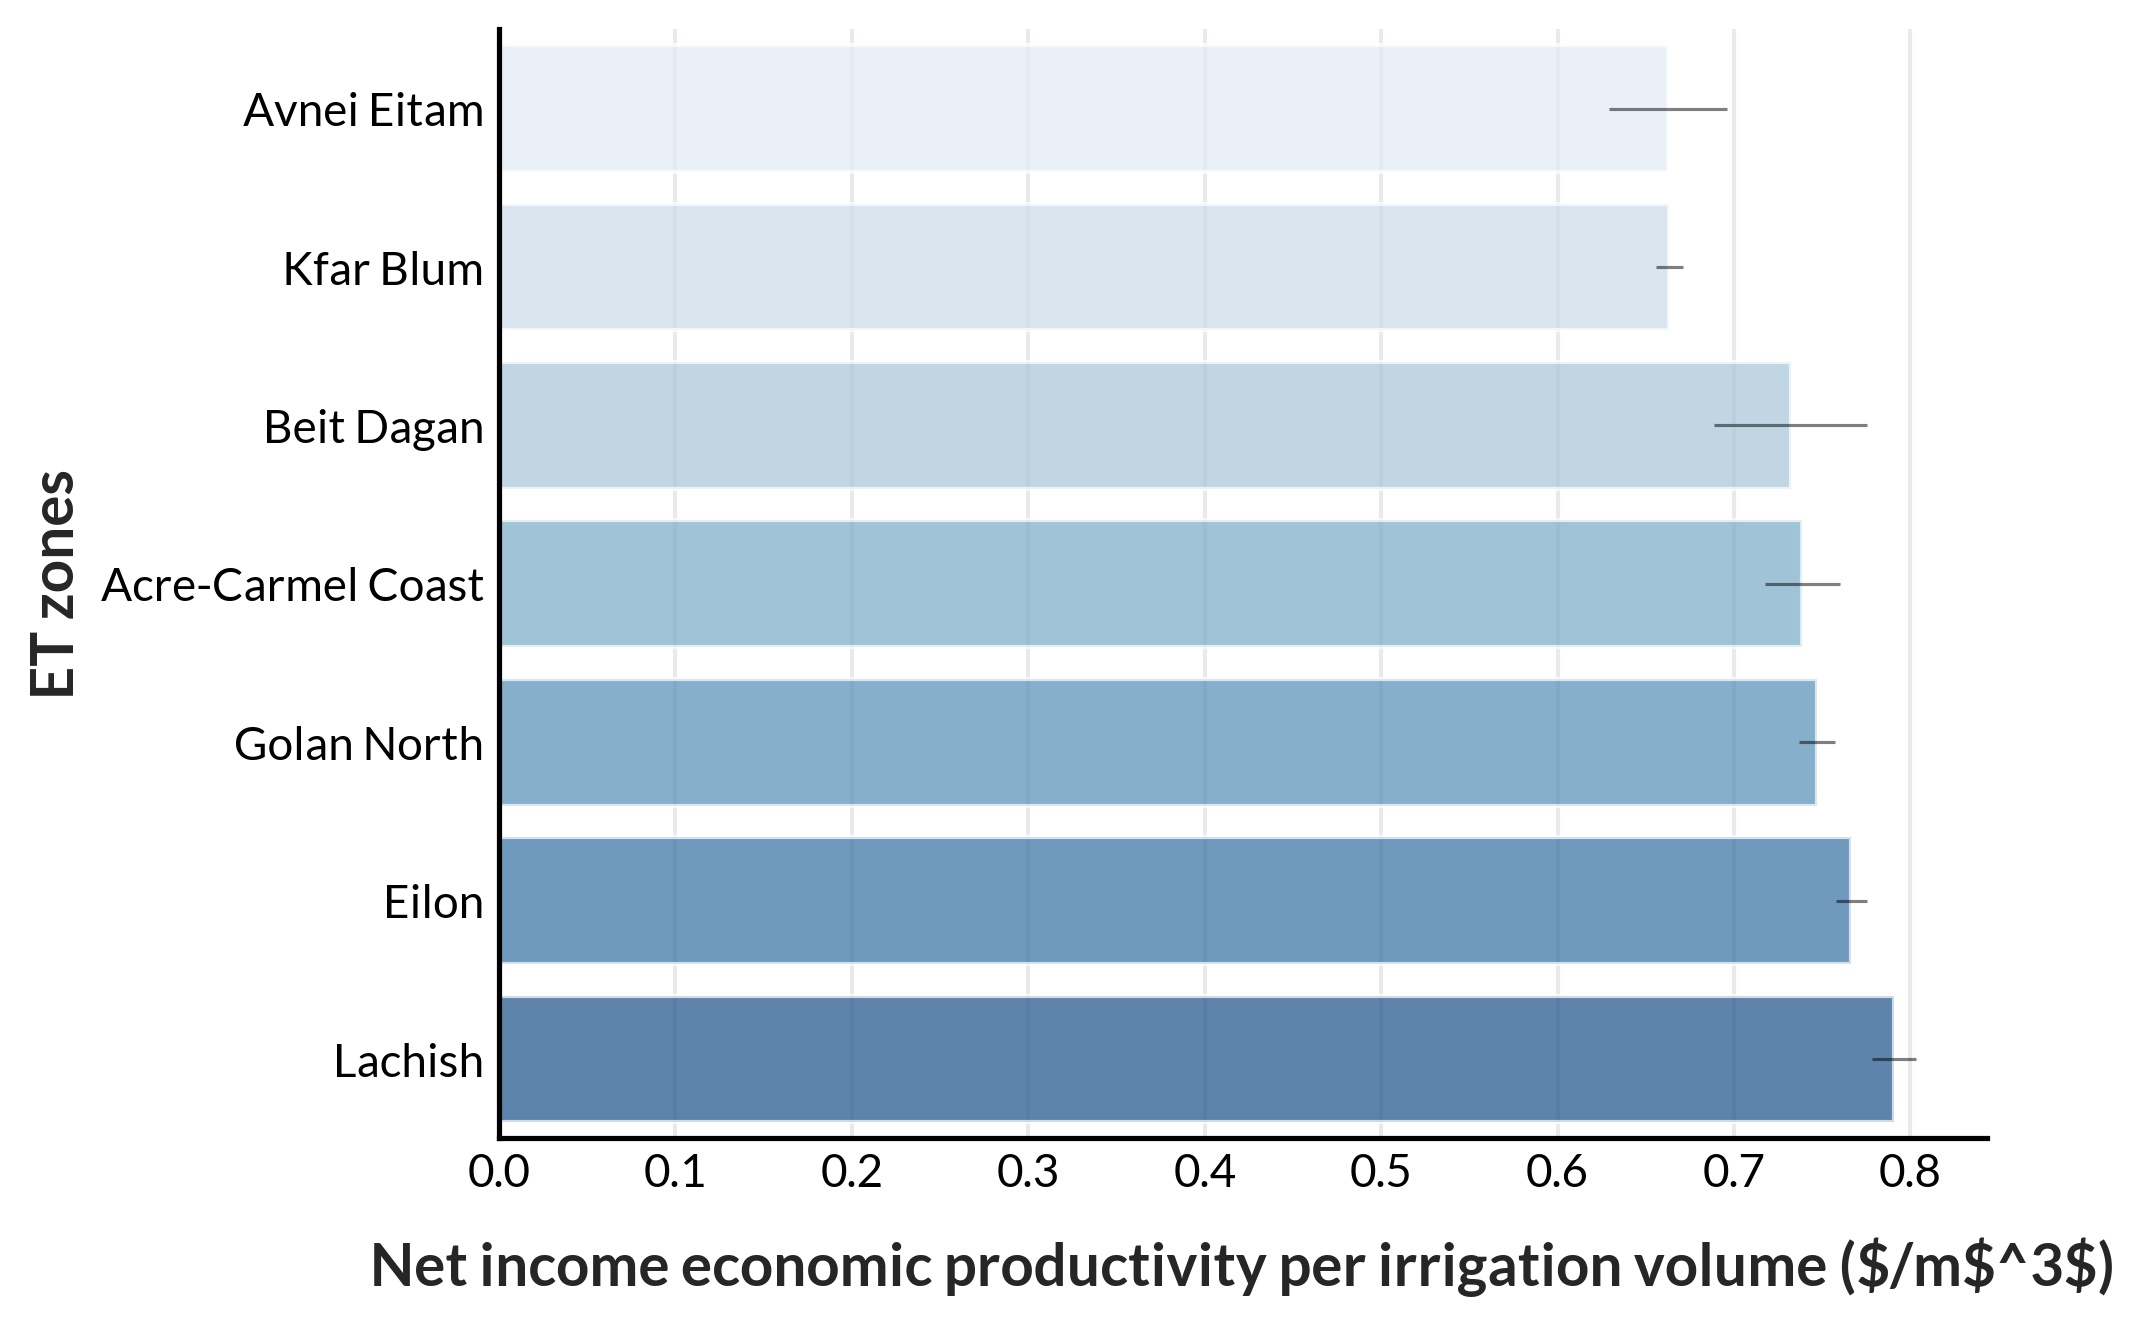 Avnei Eitam
Kfar Blum
Beit Dagan
Acre-Carmel Coast
Golan North
Eilon
Lachish
ET zones
0.0 0.1 0.2 0.3 0.4 0.5 0.6 0.7 0.8
Net income economic productivity per irrigation volume ($/m$^3$)